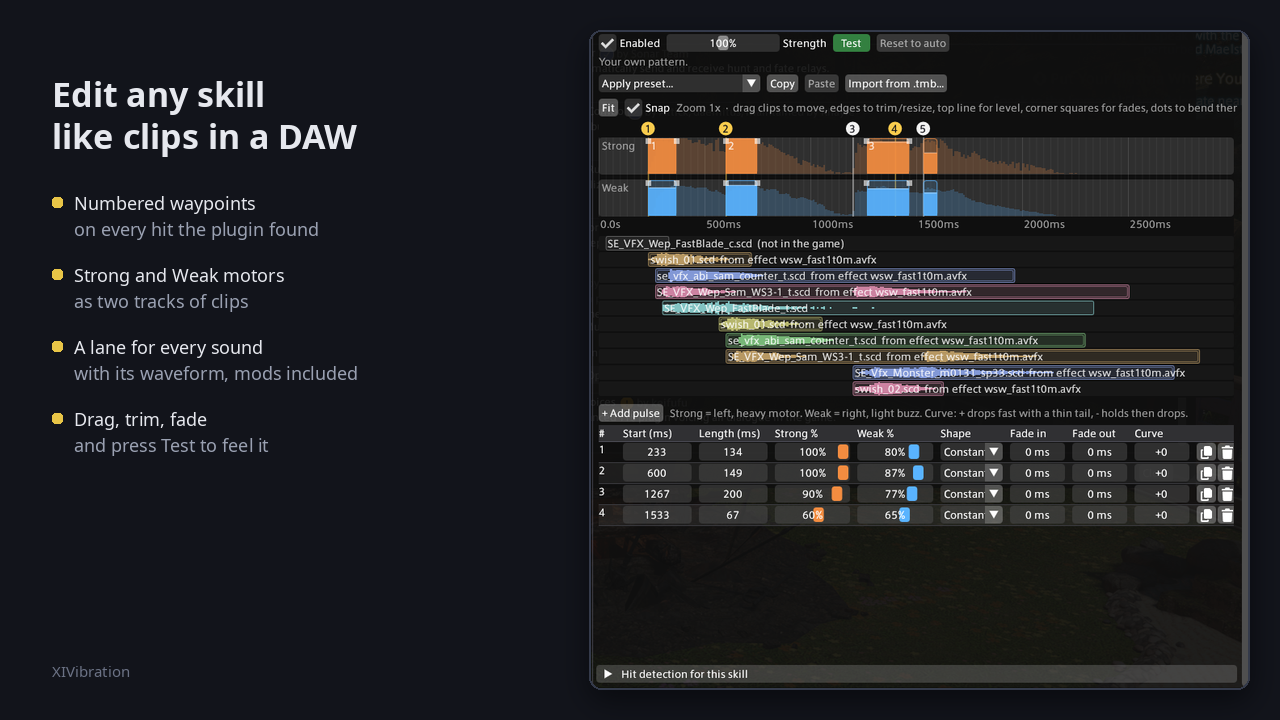 Edit any skill
like clips in a DAW
Numbered waypoints
on every hit the plugin found
Strong and Weak motors
as two tracks of clips
A lane for every sound
with its waveform, mods included
Drag, trim, fade
and press Test to feel it
XIVibration
Enabled 100% Strength Test Reset to auto
Your own pattern.
Apply preset... Copy Paste Import from .tmb...
Fit Snap Zoom 1x · drag clips to move, edges to trim/resize, top line for level, corner squares for fades, dots to bend ther
1 2 3 4 5
Strong 1 2 3
Weak
0.0s 500ms 1000ms 1500ms 2000ms 2500ms
SE_VFX_Wep_FastBlade_c.scd (not in the game)
swish_01.scd from effect wsw_fast1t0m.avfx
se_vfx_abi_sam_counter_t.scd from effect wsw_fast1t0m.avfx
SE_VFX_Wep_Sam_WS3-1_t.scd from effect wsw_fast1t0m.avfx
SE_VFX_Wep_FastBlade_t.scd
swish_01.scd from effect wsw_fast1t0m.avfx
se_vfx_abi_sam_counter_t.scd from effect wsw_fast1t0m.avfx
SE_VFX_Wep_Sam_WS3-1_t.scd from effect wsw_fast1t0m.avfx
SE_Vfx_Monster_m0131_sp33.scd from effect wsw_fast1t0m.avfx
swish_02.scd from effect wsw_fast1t0m.avfx
+ Add pulse Strong = left, heavy motor. Weak = right, light buzz. Curve: + drops fast with a thin tail, - holds then drops.
# Start (ms) Length (ms) Strong % Weak % Shape Fade in Fade out Curve
1 233 134 100% 80% Constan 0 ms 0 ms +0
2 600 149 100% 87% Constan 0 ms 0 ms +0
3 1267 200 90% 77% Constan 0 ms 0 ms +0
4 1533 67 60% 65% Constan 0 ms 0 ms +0
Hit detection for this skill